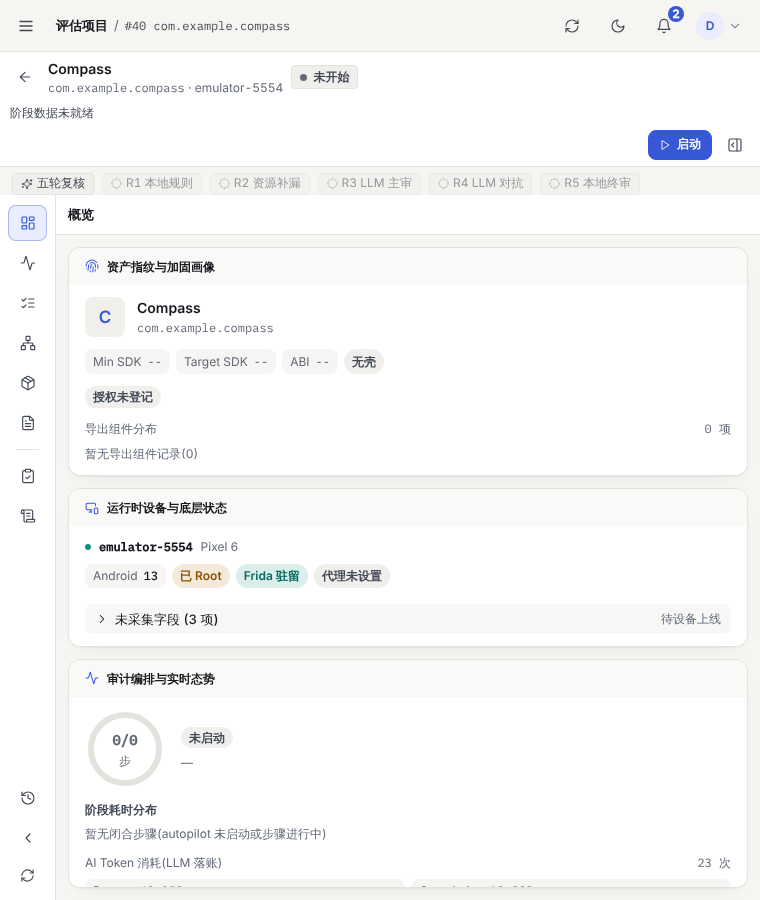 评估项目 / #40 com.example.compass
2
D
Compass
com.example.compass · emulator-5554
未开始
阶段数据未就绪
启动
五轮复核 R1 本地规则 R2 资源补漏 R3 LLM 主审 R4 LLM 对抗 R5 本地终审
概览
资产指纹与加固画像
C
Compass
com.example.compass
Min SDK -- Target SDK -- ABI -- 无壳
授权未登记
导出组件分布 0 项
暂无导出组件记录(0)
运行时设备与底层状态
emulator-5554 Pixel 6
Android 13 已 Root Frida 驻留 代理未设置
未采集字段 (3 项) 待设备上线
审计编排与实时态势
0/0
步
未启动
—
阶段耗时分布
暂无闭合步骤(autopilot 未启动或步骤进行中)
AI Token 消耗(LLM 落账) 23 次